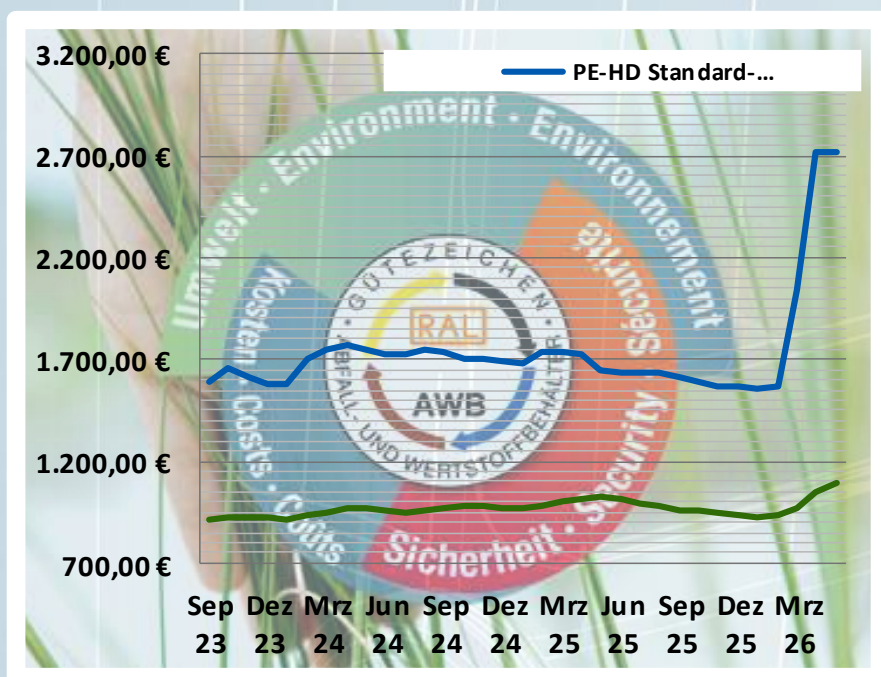 3.200,00 €
2.700,00 €
2.200,00 €
1.700,00 €
1.200,00 €
700,00 €
PE-HD Standard-...
Umwelt · Environment · Environnement
Kosten · Costs · Coûts
Sicherheit · Security · Sécurité
· GÜTEZEICHEN ·
RAL
AWB
ABFALL- UND WERTSTOFFBEHÄLTER
Sep Dez Mrz Jun Sep Dez Mrz Jun Sep Dez Mrz
23 23 24 24 24 24 25 25 25 25 26